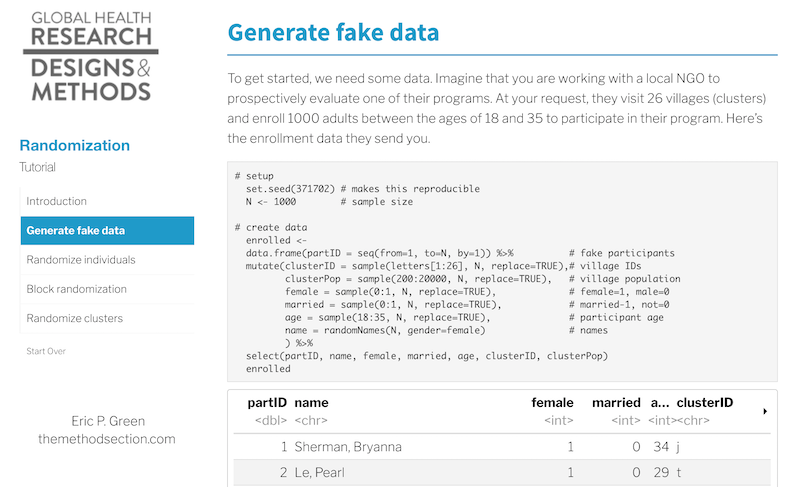 GLOBAL HEALTH
RESEARCH
DESIGNS&
METHODS
Randomization
Tutorial
Introduction
Generate fake data
Randomize individuals
Block randomization
Randomize clusters
Start Over
Eric P. Green
themethodsection.com
Generate fake data
To get started, we need some data. Imagine that you are working with a local NGO to
prospectively evaluate one of their programs. At your request, they visit 26 villages (clusters)
and enroll 1000 adults between the ages of 18 and 35 to participate in their program. Here's
the enrollment data they send you.
# setup
set.seed(371702) # makes this reproducible
N <- 1000 # sample size
# create data
enrolled <-
data.frame(partID = seq(from=1, to=N, by=1)) %>% # fake participants
mutate(clusterID = sample(letters[1:26], N, replace=TRUE),# village IDs
clusterPop = sample(200:20000, N, replace=TRUE), # village population
female = sample(0:1, N, replace=TRUE), # female=1, male=0
married = sample(0:1, N, replace=TRUE), # married-1, not=0
age = sample(18:35, N, replace=TRUE), # participant age
name = randomNames(N, gender=female) # names
) %>%
select(partID, name, female, married, age, clusterID, clusterPop)
enrolled
partID name female married a... clusterID
<dbl> <chr> <int> <int> <int><chr>
1 Sherman, Bryanna 1 0 34 j
2 Le, Pearl 1 0 29 t